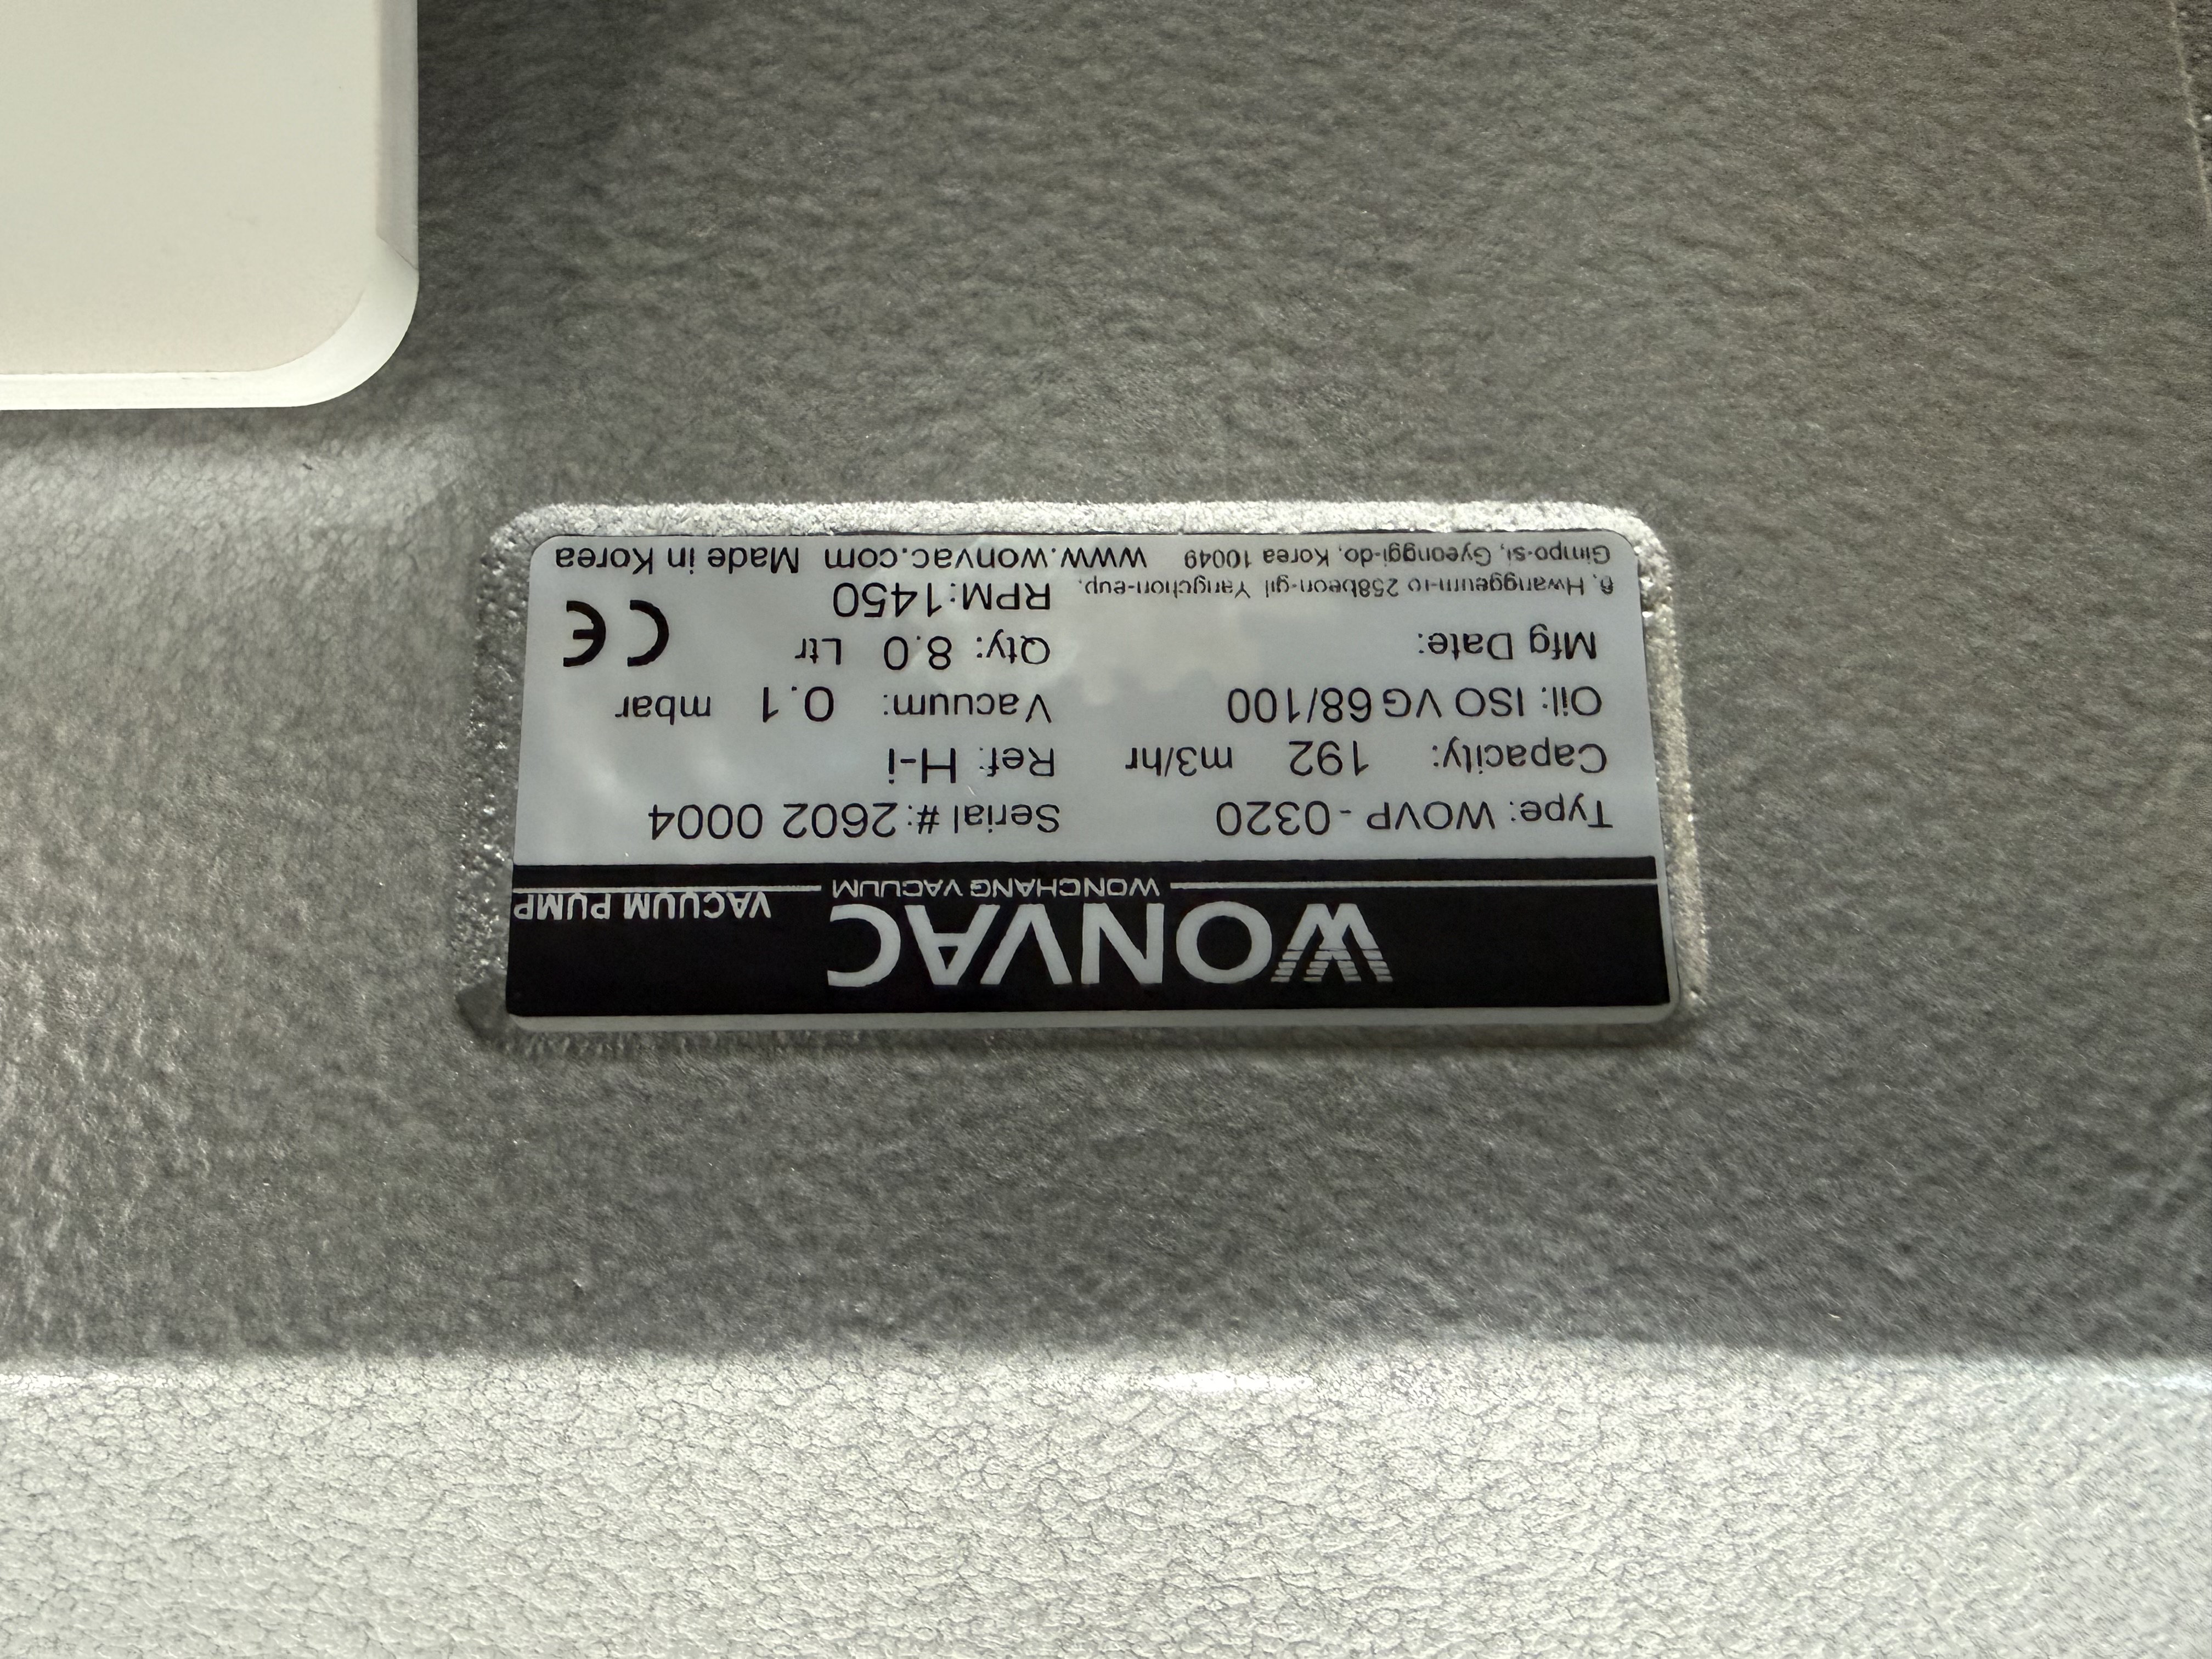 WONVAC
WONCHANG VACUUM
VACUUM PUMP
Type: WOVP - 0320 Serial #: 2602 0004
Capacity: 192 m3/hr Ref: H-i
Oil: ISO VG 68/100 Vacuum: 0.1 mbar
Mfg Date: Qty: 8.0 Ltr
RPM:1450
CE
6, Hwanggeum-ro 258beon-gil Yangchon-eup,
Gimpo-si, Gyeonggi-do, Korea 10049 www.wonvac.com Made in Korea